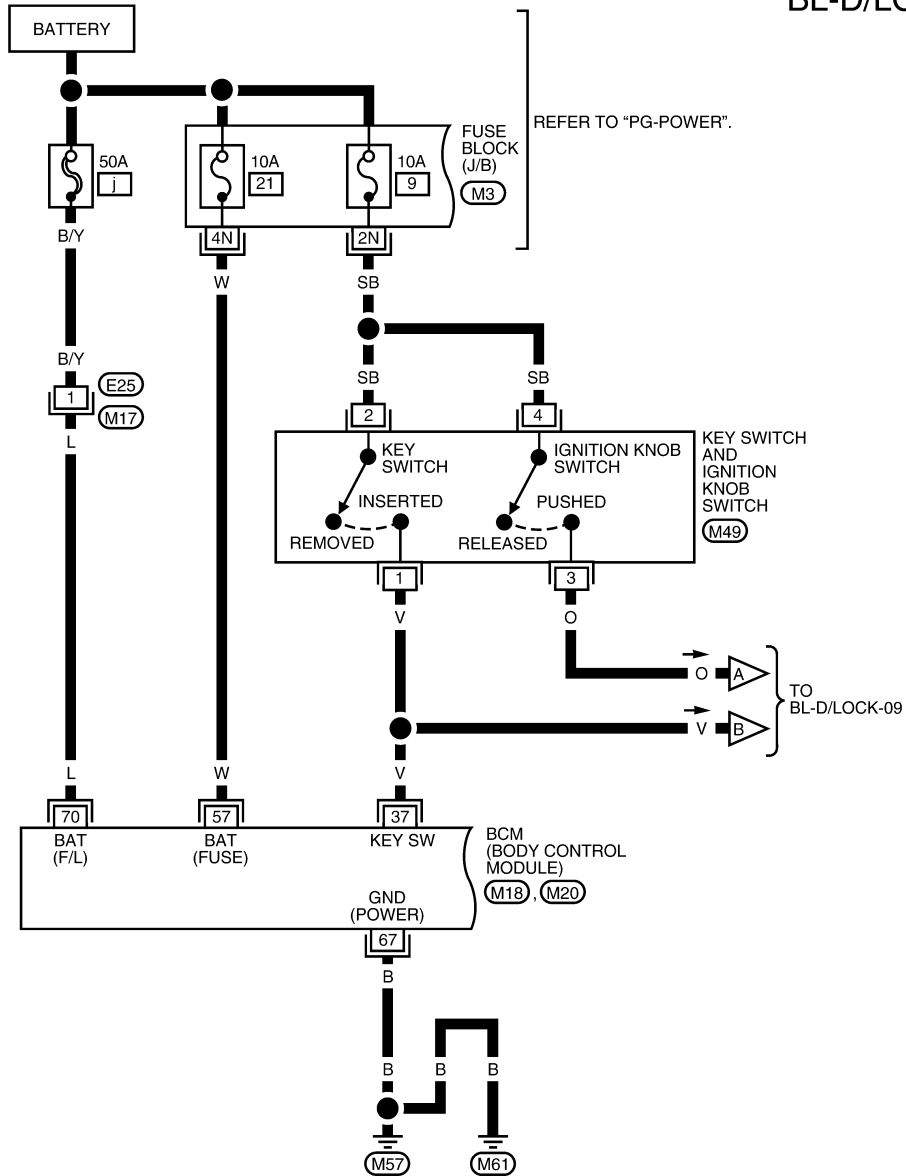 BL-D/LO
BATTERY
50A
j
10A
21
10A
9
FUSE
BLOCK
(J/B)
M3
REFER TO “PG-POWER”.
4N
2N
B/Y
W
SB
B/Y
SB
SB
1
E25
M17
L
2
4
KEY
SWITCH
INSERTED
REMOVED
IGNITION KNOB
SWITCH
PUSHED
RELEASED
KEY SWITCH
AND
IGNITION
KNOB
SWITCH
M49
1
3
V
O
O
A
V
B
TO
BL-D/LOCK-09
L
W
V
70
57
37
BAT
(F/L)
BAT
(FUSE)
KEY SW
BCM
(BODY CONTROL
MODULE)
M18 , M20
GND
(POWER)
67
B
B
B
B
M57
M61